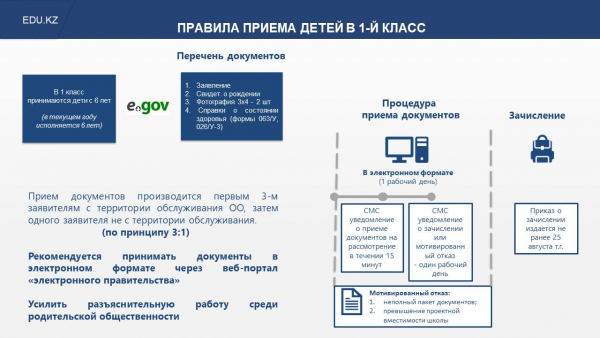 EDU.KZ
ПРАВИЛА ПРИЕМА ДЕТЕЙ В 1-Й КЛАСС
Перечень документов
В 1 класс
принимаются дети с 6 лет
(в текущем году
исполняется 6 лет)
eGov
1. Заявление
2. Свидет. о рождении
3. Фотография 3х4 - 2 шт
4. Справки о состоянии
здоровья (формы 063/У,
026/У-3)
Процедура
приема документов
Зачисление
В электронном формате
(1 рабочий день)
СМС
уведомление
о приеме
документов на
рассмотрение
в течении 15
минут
СМС
уведомление
о зачислении
или
мотивированн
ый отказ
- один рабочий
день
Приказ о
зачислении
издается не
ранее 25
августа т.г.
Мотивированный отказ:
1. неполный пакет документов;
2. превышение проектной
вместимости школы
Прием документов производится первым 3-м
заявителям с территории обслуживания ОО, затем
одного заявителя не с территории обслуживания.
(по принципу 3:1)
Рекомендуется принимать документы в
электронном формате через веб-портал
«электронного правительства»
Усилить разъяснительную работу среди
родительской общественности